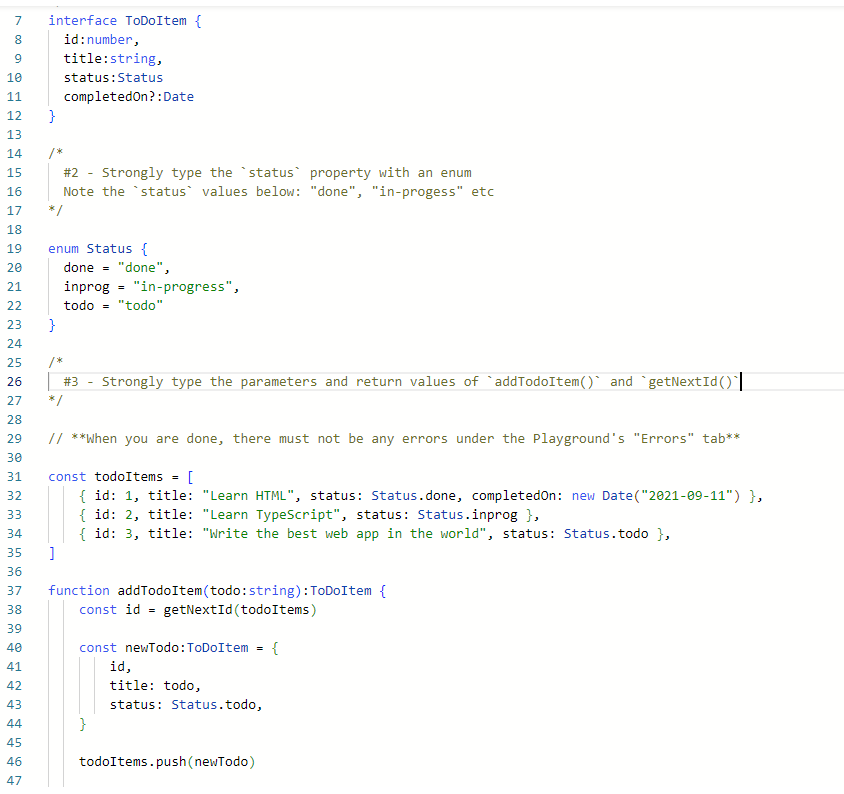 7 interface ToDoItem {
8 id:number,
9 title:string,
10 status:Status
11 completedOn?:Date
12 }
13
14 /*
15 #2 - Strongly type the `status` property with an enum
16 Note the `status` values below: "done", "in-progess" etc
17 */
18
19 enum Status {
20 done = "done",
21 inprog = "in-progress",
22 todo = "todo"
23 }
24
25 /*
26 #3 - Strongly type the parameters and return values of `addTodoItem()` and `getNextId()`
27 */
28
29 // **When you are done, there must not be any errors under the Playground's "Errors" tab**
30
31 const todoItems = [
32 { id: 1, title: "Learn HTML", status: Status.done, completedOn: new Date("2021-09-11") },
33 { id: 2, title: "Learn TypeScript", status: Status.inprog },
34 { id: 3, title: "Write the best web app in the world", status: Status.todo },
35 ]
36
37 function addTodoItem(todo:string):ToDoItem {
38 const id = getNextId(todoItems)
39
40 const newTodo:ToDoItem = {
41 id,
42 title: todo,
43 status: Status.todo,
44 }
45
46 todoItems.push(newTodo)
47